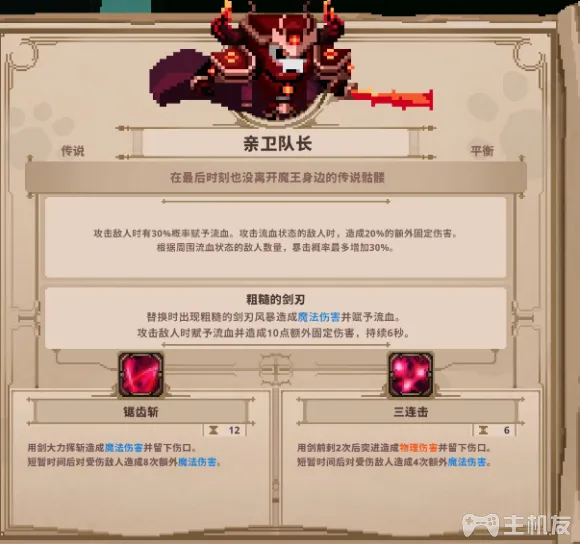 亲卫队长
传说
平衡
在最后时刻也没离开魔王身边的传说骷髅
攻击敌人时有30%概率赋予流血。攻击流血状态的敌人时，造成20%的额外固定伤害。
根据周围流血状态的敌人数量，暴击概率最多增加30%。
粗糙的剑刃
替换时出现粗糙的剑刃风暴造成魔法伤害并赋予流血。
攻击敌人时赋予流血并造成10点额外固定伤害，持续6秒。
锯齿斩
三连击
12
6
用剑大力挥斩造成魔法伤害并留下伤口。
短暂时间后对受伤敌人造成8次额外魔法伤害。
用剑前刺2次后突进造成物理伤害并留下伤口。
短暂时间后对受伤敌人造成4次额外魔法伤害。
主机友